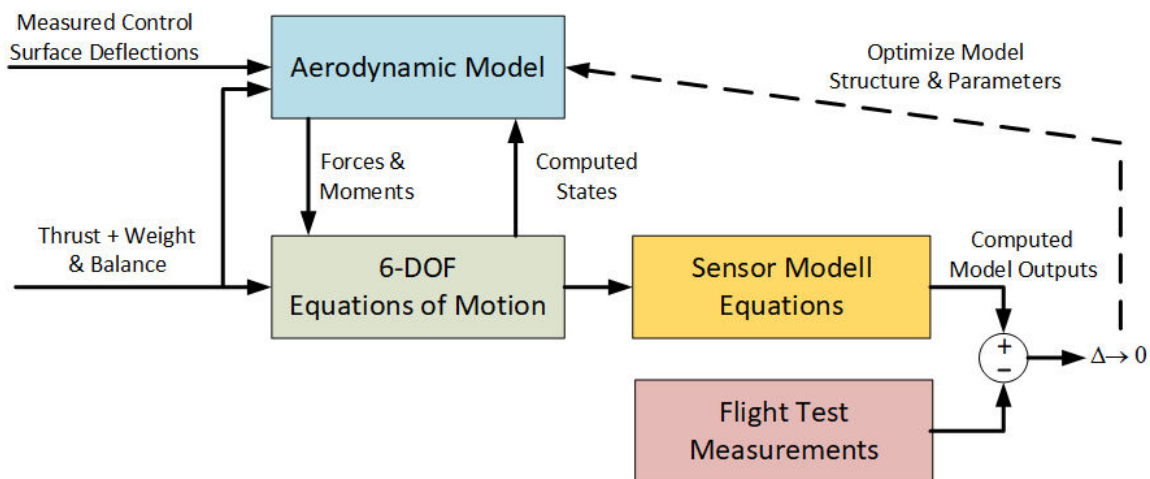 Measured Control
Surface Deflections
Aerodynamic Model
Optimize Model
Structure & Parameters
Forces &
Moments
Computed
States
Thrust + Weight
& Balance
6-DOF
Equations of Motion
Sensor Modell
Equations
Computed
Model Outputs
+
−
Δ→ 0
Flight Test
Measurements